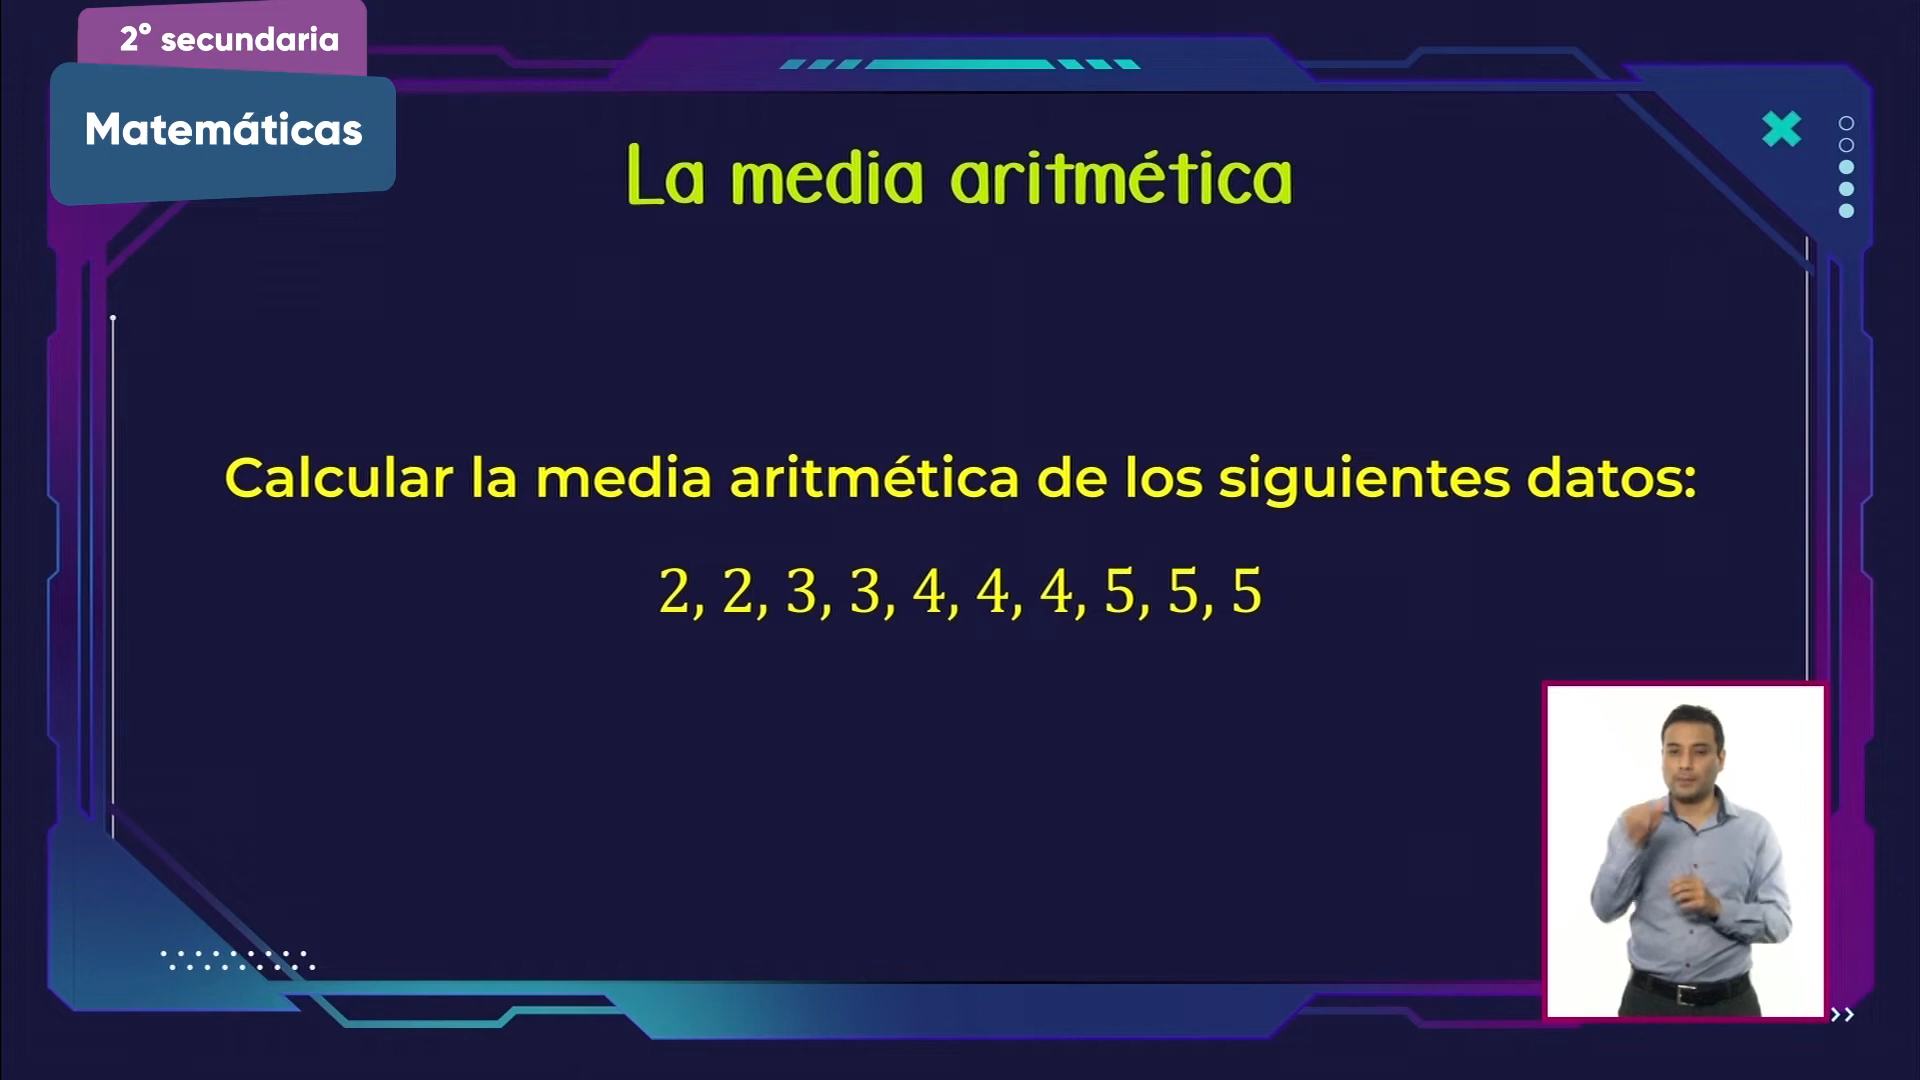 2° secundaria
Matemáticas
La media aritmética
Calcular la media aritmética de los siguientes datos:
2, 2, 3, 3, 4, 4, 4, 5, 5, 5